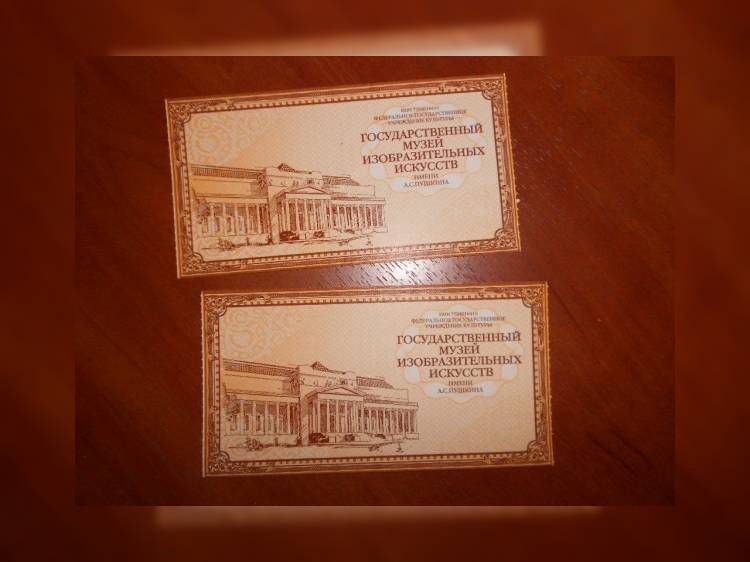 ФЕДЕРАЛЬНОЕ ГОСУДАРСТВЕННОЕ
УЧРЕЖДЕНИЕ КУЛЬТУРЫ
ГОСУДАРСТВЕННЫЙ
МУЗЕЙ
ИЗОБРАЗИТЕЛЬНЫХ
ИСКУССТВ
ИМЕНИ
А.С.ПУШКИНА
ФЕДЕРАЛЬНОЕ ГОСУДАРСТВЕННОЕ
УЧРЕЖДЕНИЕ КУЛЬТУРЫ
ГОСУДАРСТВЕННЫЙ
МУЗЕЙ
ИЗОБРАЗИТЕЛЬНЫХ
ИСКУССТВ
ИМЕНИ
А.С.ПУШКИНА